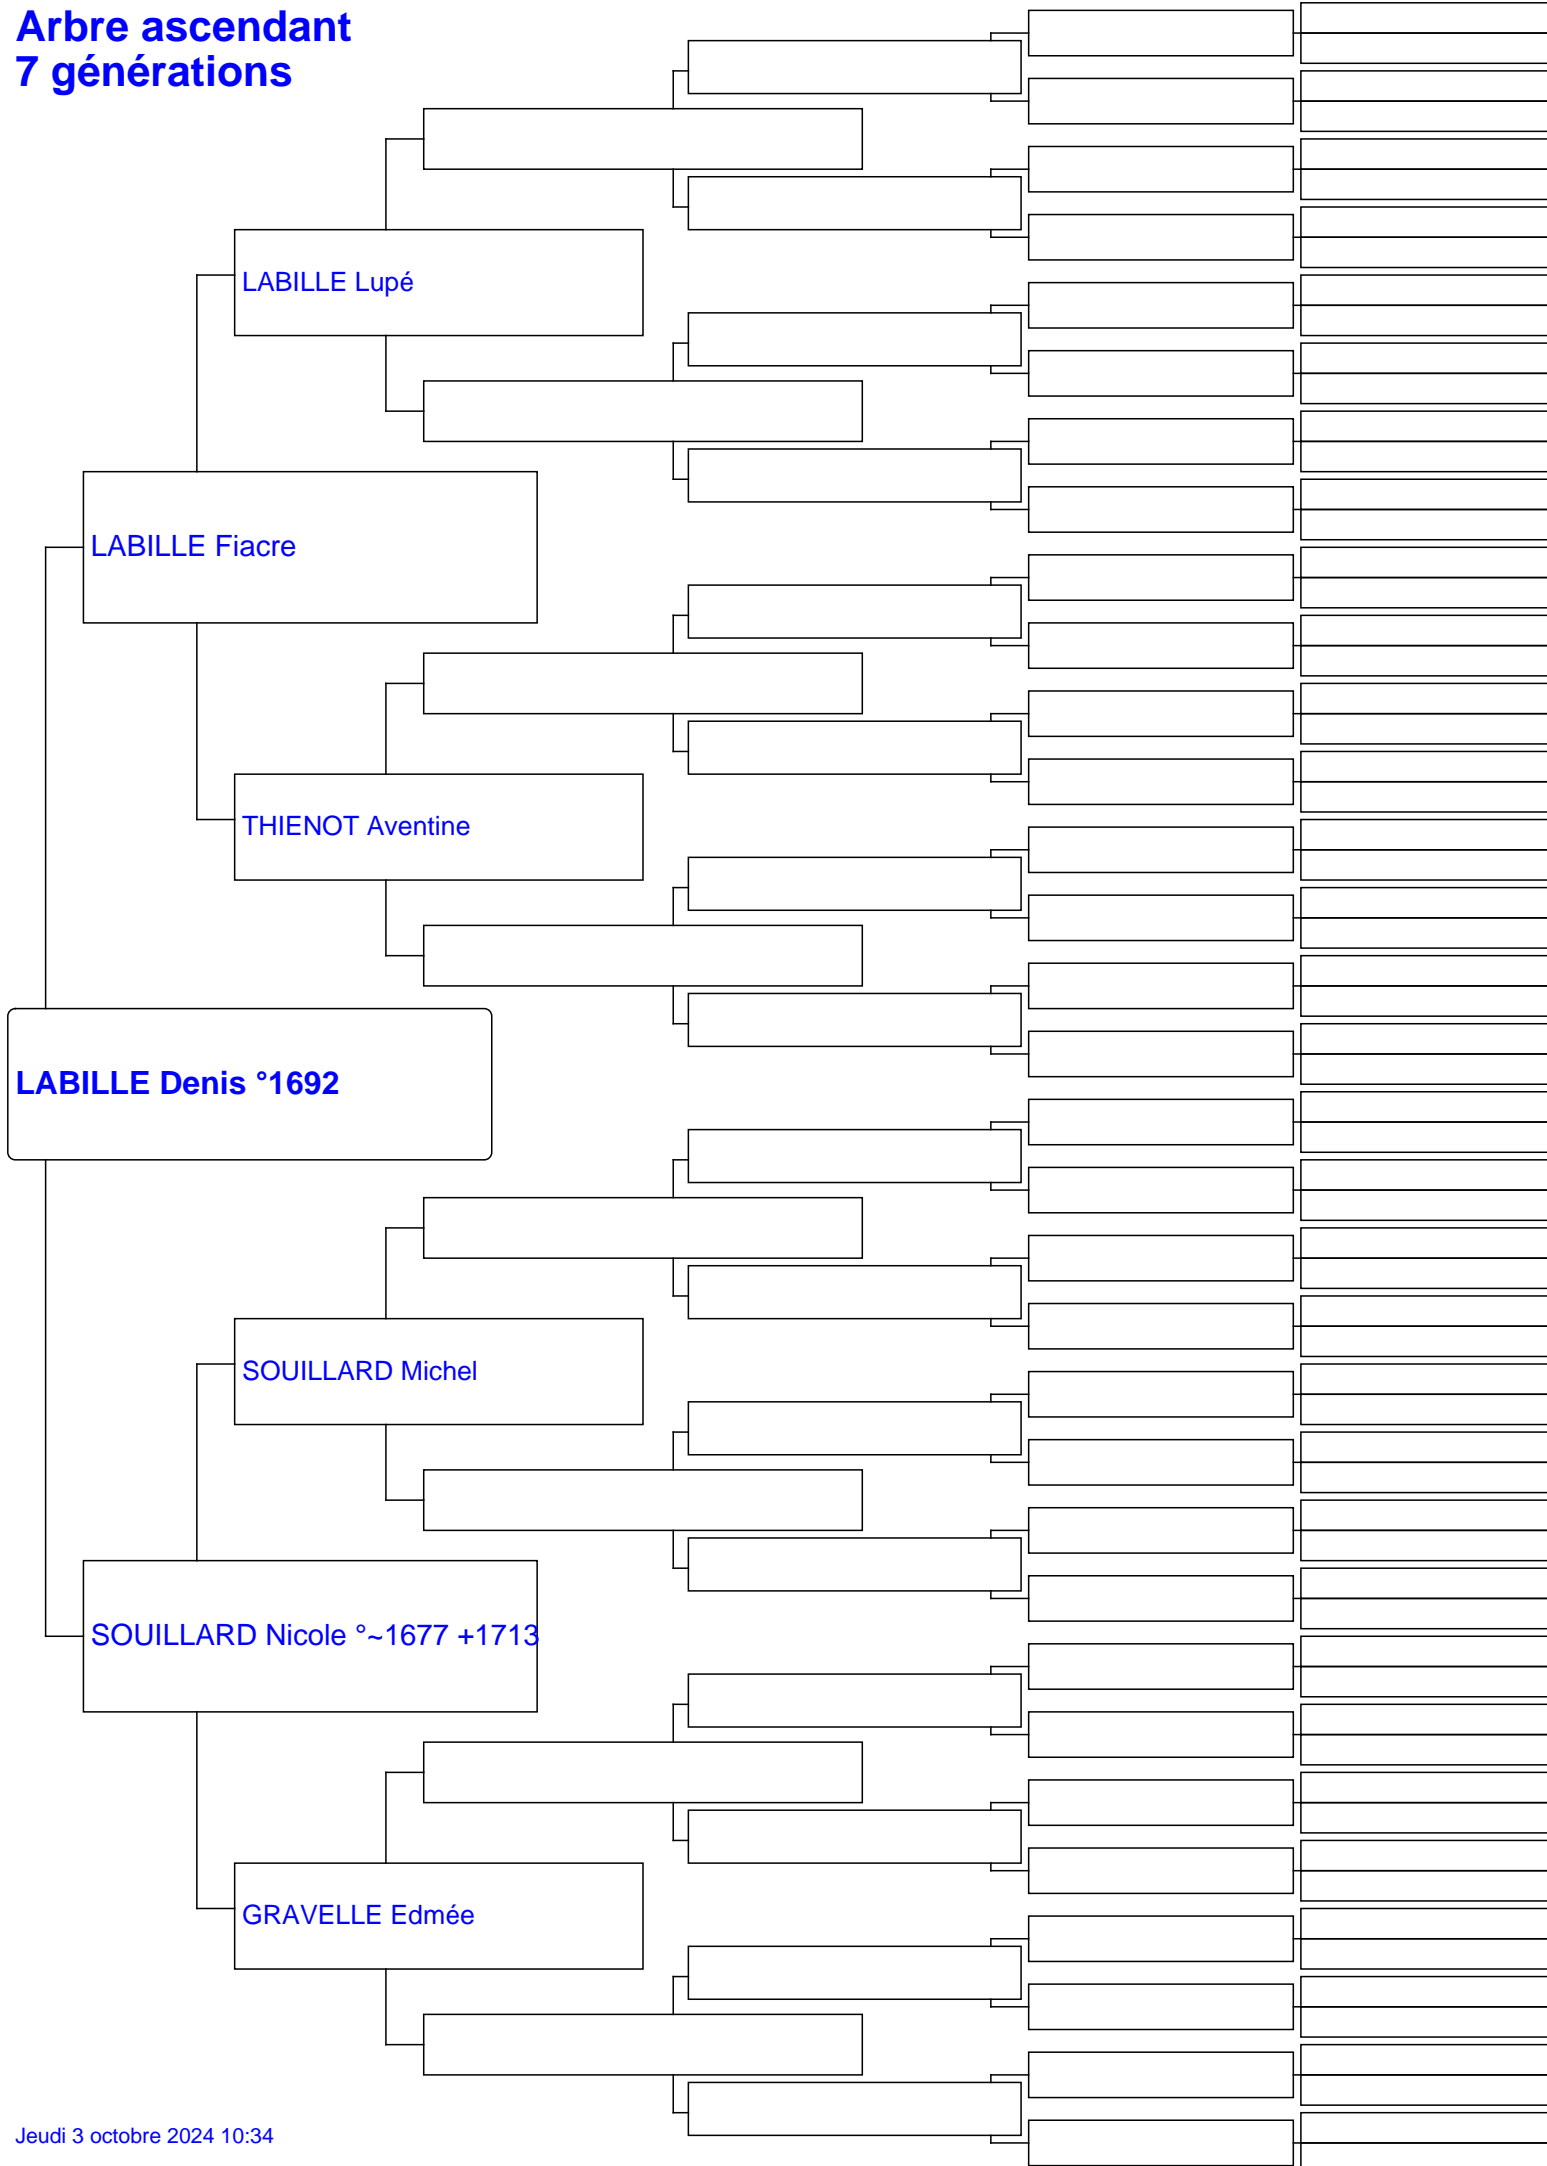 Arbre ascendant
7 générations
LABILLE Lupé
LABILLE Fiacre
THIENOT Aventine
LABILLE Denis °1692
SOUILLARD Michel
SOUILLARD Nicole °~1677 +1713
GRAVELLE Edmée
Jeudi 3 octobre 2024 10:34